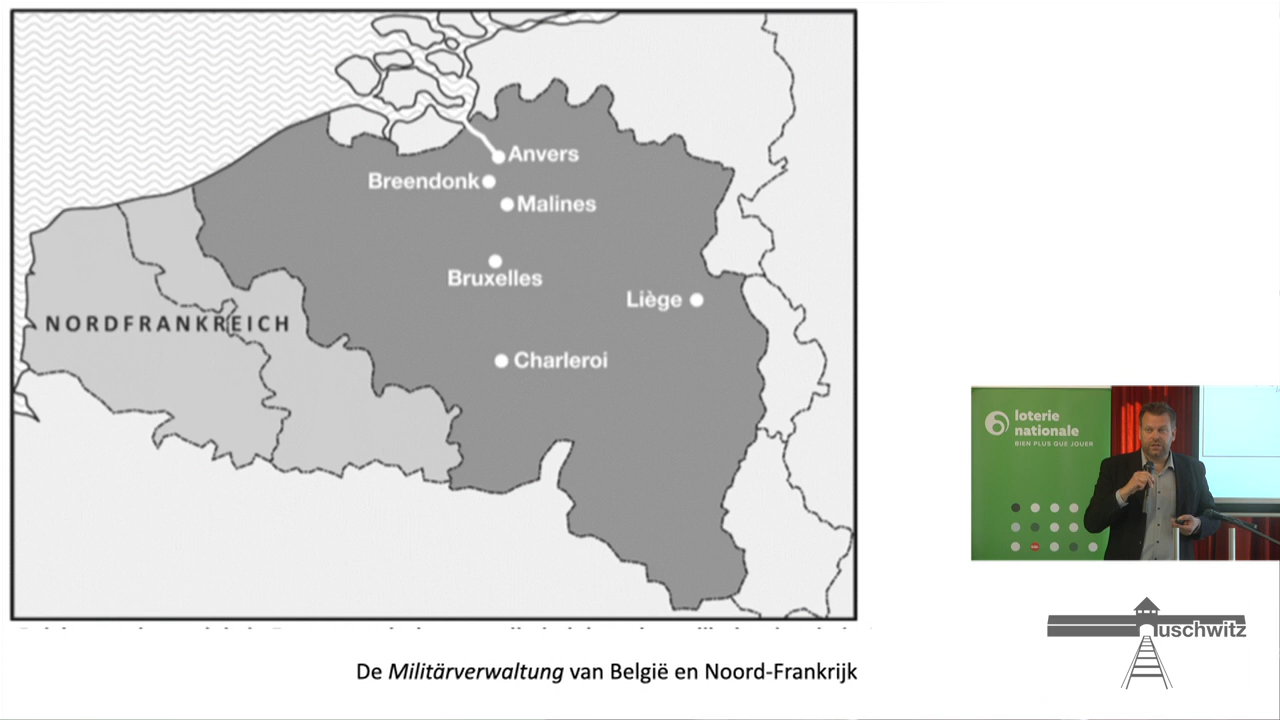 Anvers
Breendonk
Malines
Bruxelles
Liège
NORDFRANKREICH
Charleroi
De Militärverwaltung van België en Noord-Frankrijk
loterie
nationale
BIEN PLUS QUE JOUER
uschwitz